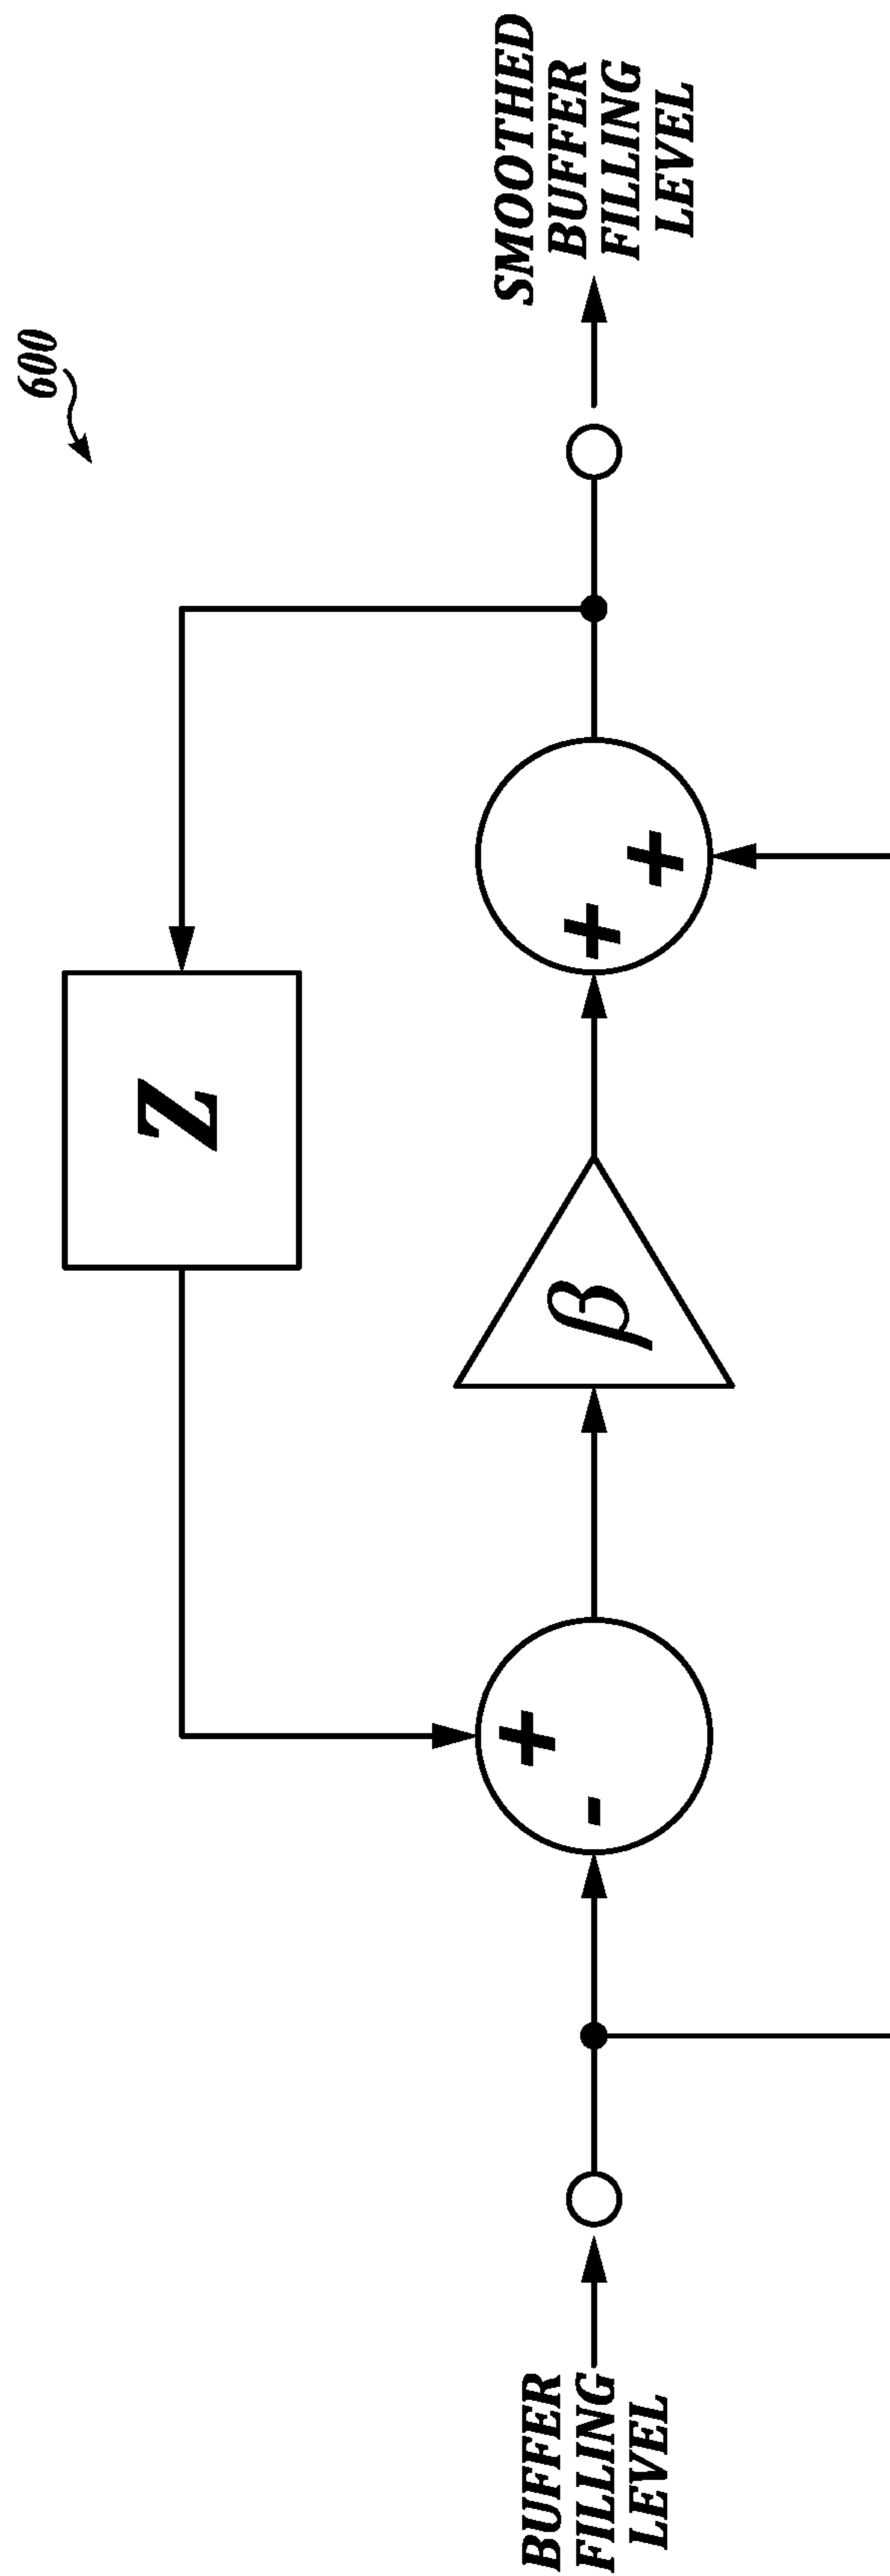 600
BUFFER
FILLING
LEVEL
+
-
β
+
+
Z
SMOOTHED
BUFFER
FILLING
LEVEL